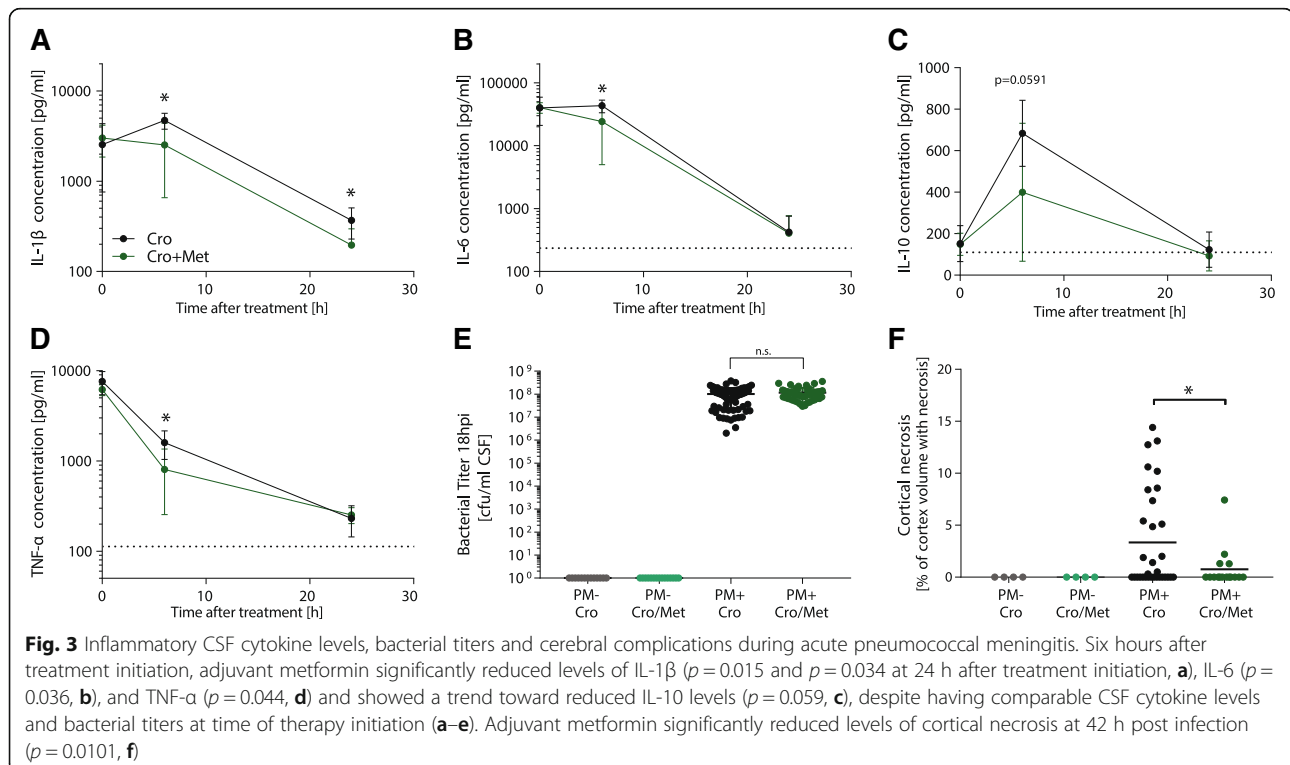 A
IL-1β concentraion [pg/ml]
10000
1000
100
*
*
Cro
Cro+Met
0
10
20
30
Time after treatment [h]
B
IL-6 concentration [pg/ml]
100000
10000
1000
100
*
0
10
20
30
Time after treatment [h]
C
IL-10 concentration [pg/ml]
1000
800
600
400
200
0
p=0.0591
0
10
20
30
Time after treatment [h]
D
TNF-α concentration [pg/ml]
10000
1000
100
*
0
10
20
30
Time after treatment [h]
E
Bacterial Titer 18hpi
[cfu/ml CSF]
10⁹
10⁸
10⁷
10⁶
10⁵
10⁴
10³
10²
10¹
10⁰
n.s.
PM-
Cro
PM-
Cro/Met
PM+
Cro
PM+
Cro/Met
F
Cortical necrosis
[% of cortex volume with necrosis]
20
15
10
5
0
*
PM-
Cro
PM-
Cro/Met
PM+
Cro
PM+
Cro/Met
Fig. 3 Inflammatory CSF cytokine levels, bacterial titers and cerebral complications during acute pneumococcal meningitis. Six hours after
treatment initiation, adjuvant metformin significantly reduced levels of IL-1β (p = 0.015 and p = 0.034 at 24 h after treatment initiation, a), IL-6 (p =
0.036, b), and TNF-α (p = 0.044, d) and showed a trend toward reduced IL-10 levels (p = 0.059, c), despite having comparable CSF cytokine levels
and bacterial titers at time of therapy initiation (a–e). Adjuvant metformin significantly reduced levels of cortical necrosis at 42 h post infection
(p = 0.0101, f)